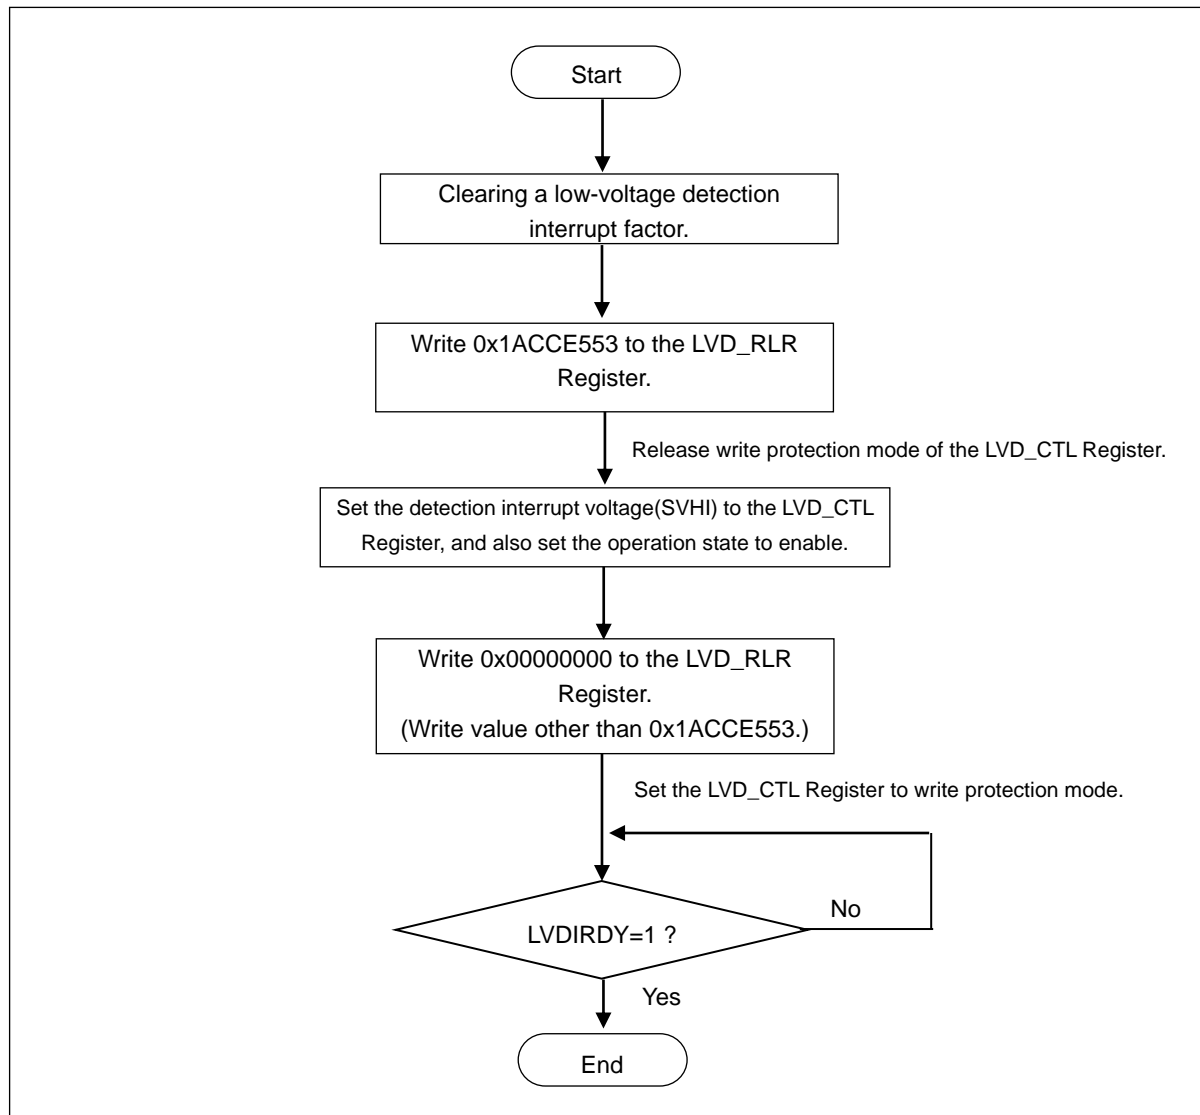 Start
Clearing a low-voltage detection
interrupt factor.
Write 0x1ACCE553 to the LVD_RLR
Register.
Release write protection mode of the LVD_CTL Register.
Set the detection interrupt voltage(SVHI) to the LVD_CTL
Register, and also set the operation state to enable.
Write 0x00000000 to the LVD_RLR
Register.
(Write value other than 0x1ACCE553.)
Set the LVD_CTL Register to write protection mode.
No
LVDIRDY=1 ?
Yes
End